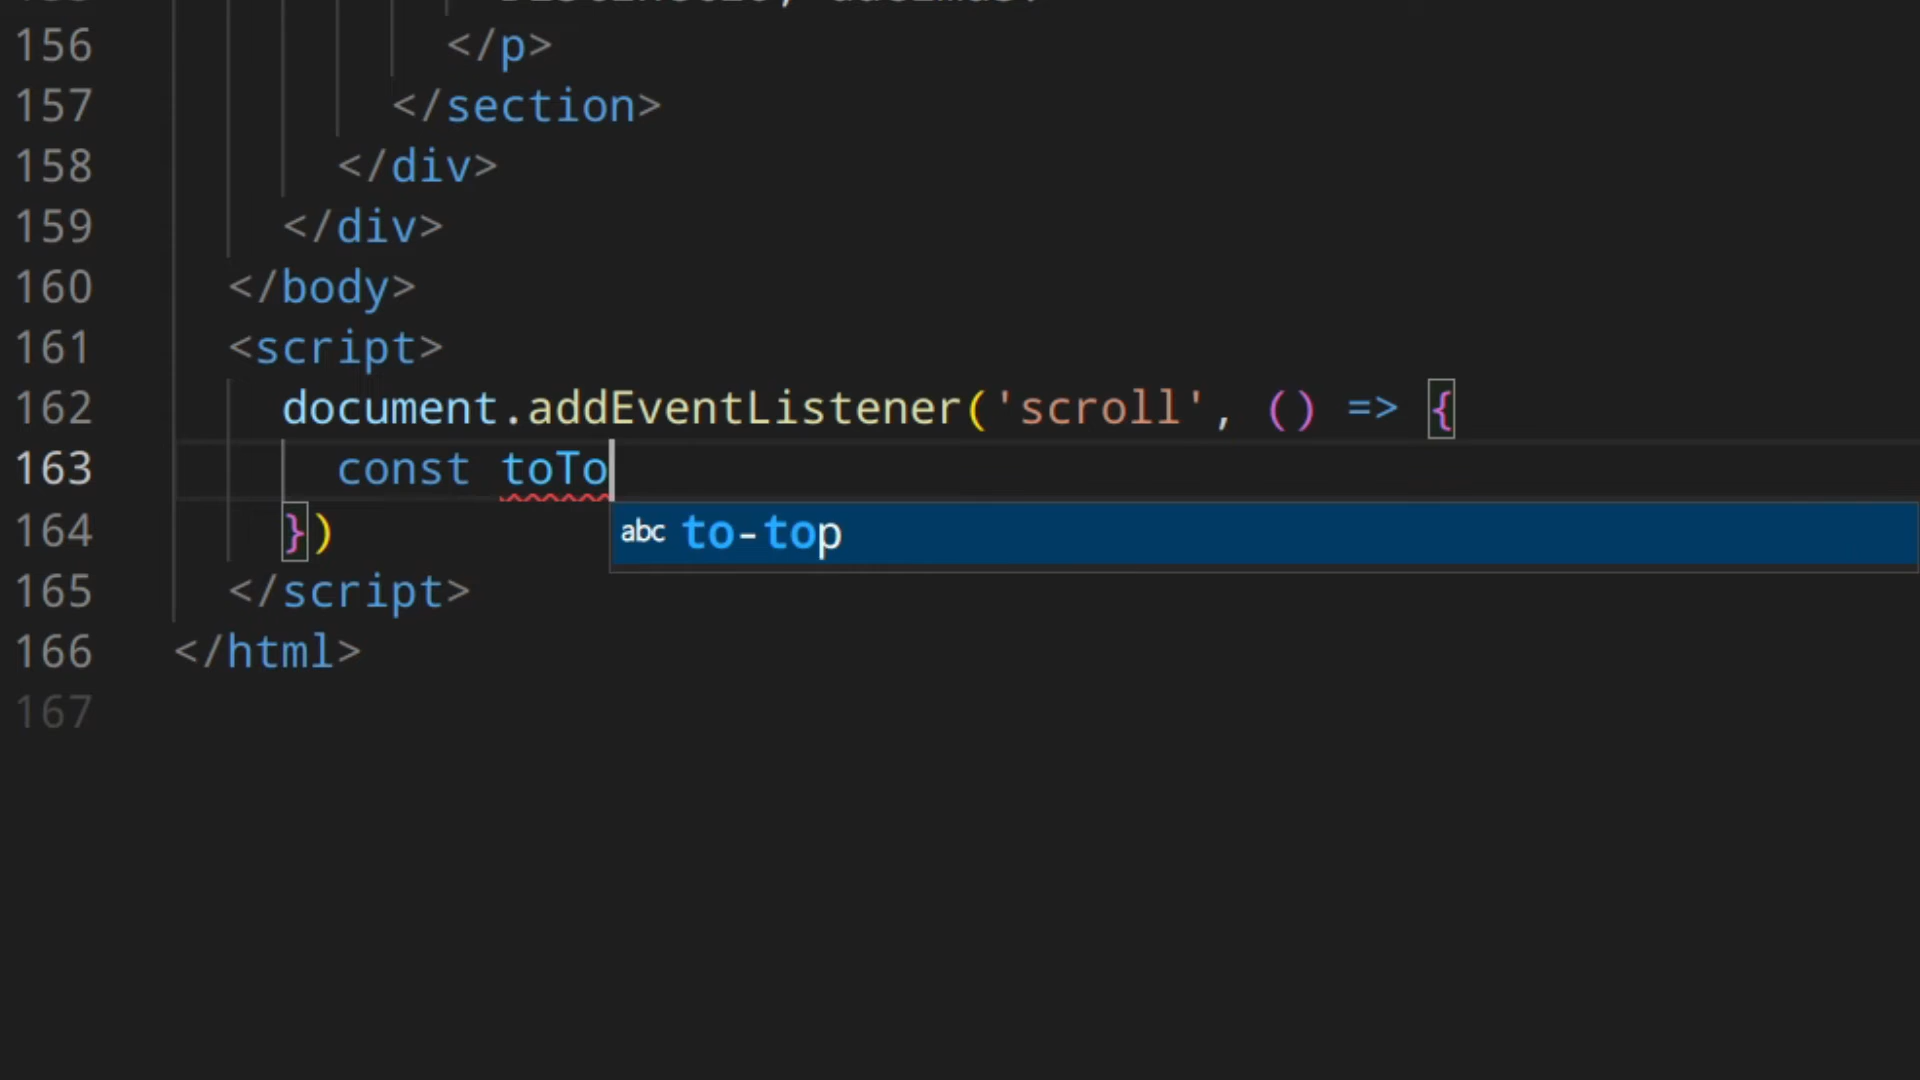 156 </p>
157 </section>
158 </div>
159 </div>
160 </body>
161 <script>
162 document.addEventListener('scroll', () => {
163 const toTo
164 })
abc to-top
165 </script>
166 </html>
167